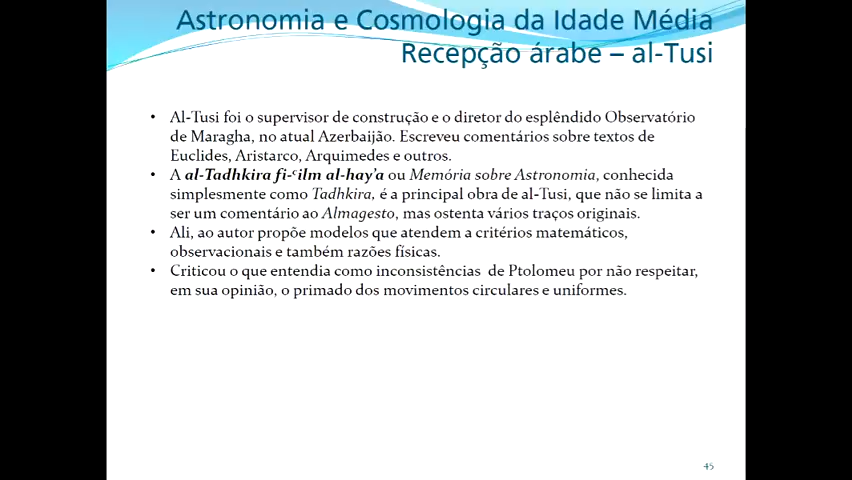 Astronomia e Cosmologia da Idade Média
Recepção árabe – al-Tusi
• Al-Tusi foi o supervisor de construção e o diretor do esplêndido Observatório
de Maragha, no atual Azerbaijão. Escreveu comentários sobre textos de
Euclides, Aristarco, Arquimedes e outros.
• A al-Tadhkira fi-ʿilm al-hay’a ou Memória sobre Astronomia, conhecida
simplesmente como Tadhkira, é a principal obra de al-Tusi, que não se limita a
ser um comentário ao Almagesto, mas ostenta vários traços originais.
• Ali, ao autor propõe modelos que atendem a critérios matemáticos,
observacionais e também razões físicas.
• Criticou o que entendia como inconsistências de Ptolomeu por não respeitar,
em sua opinião, o primado dos movimentos circulares e uniformes.
45